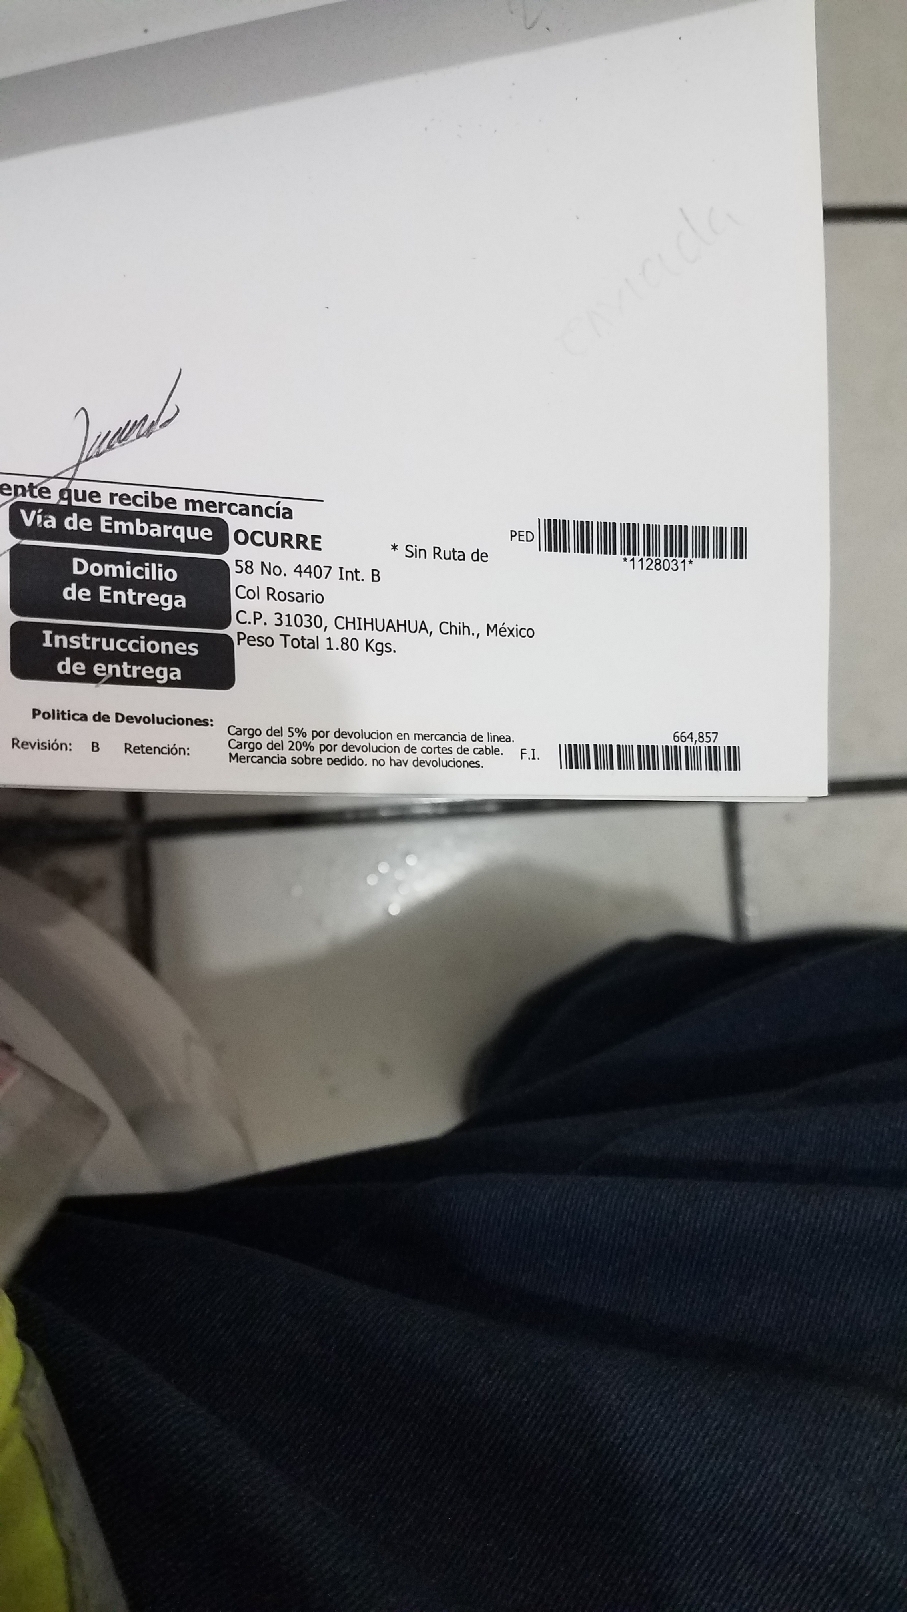 enviada
ente que recibe mercancía
Vía de Embarque OCURRE * Sin Ruta de PED
*1128031*
Domicilio de Entrega 58 No. 4407 Int. B
Col Rosario
C.P. 31030, CHIHUAHUA, Chih., México
Instrucciones de entrega Peso Total 1.80 Kgs.
Politica de Devoluciones: Cargo del 5% por devolucion en mercancia de linea.
664,857
Revisión: B Retención: Cargo del 20% por devolucion de cortes de cable. F.I.
Mercancia sobre pedido, no hay devoluciones.